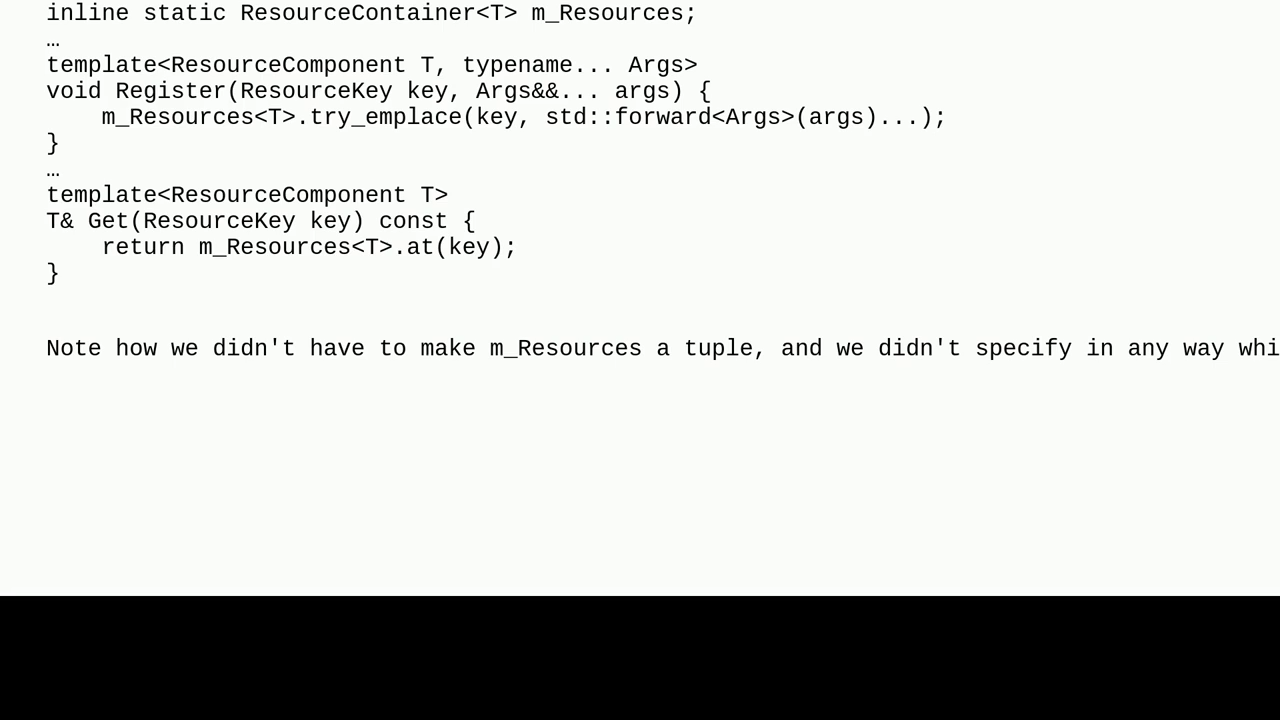 inline static ResourceContainer<T> m_Resources;
…
template<ResourceComponent T, typename... Args>
void Register(ResourceKey key, Args&&... args) {
    m_Resources<T>.try_emplace(key, std::forward<Args>(args)...);
}
…
template<ResourceComponent T>
T& Get(ResourceKey key) const {
    return m_Resources<T>.at(key);
}
Note how we didn't have to make m_Resources a tuple, and we didn't specify in any way whi